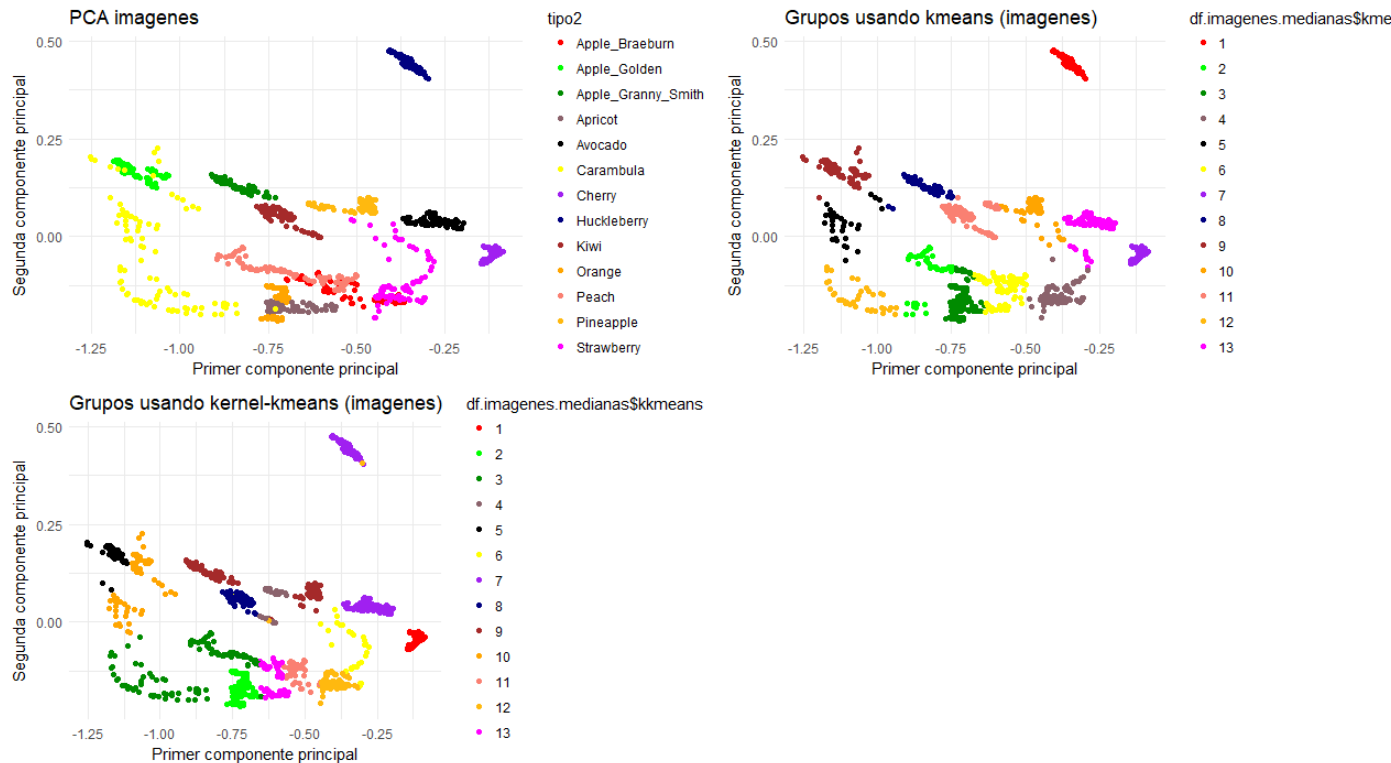 PCA imagenes
Segunda componente principal
0.50
0.25
0.00
-1.25 -1.00 -0.75 -0.50 -0.25
Primer componente principal
tipo2
Apple_Braeburn
Apple_Golden
Apple_Granny_Smith
Apricot
Avocado
Carambula
Cherry
Huckleberry
Kiwi
Orange
Peach
Pineapple
Strawberry
Grupos usando kmeans (imagenes)
Segunda componente principal
0.50
0.25
0.00
-1.25 -1.00 -0.75 -0.50 -0.25
Primer componente principal
df.imagenes.medianas$kme
1
2
3
4
5
6
7
8
9
10
11
12
13
Grupos usando kernel-kmeans (imagenes)
Segunda componente principal
0.50
0.25
0.00
-1.25 -1.00 -0.75 -0.50 -0.25
Primer componente principal
df.imagenes.medianas$kkmeans
1
2
3
4
5
6
7
8
9
10
11
12
13